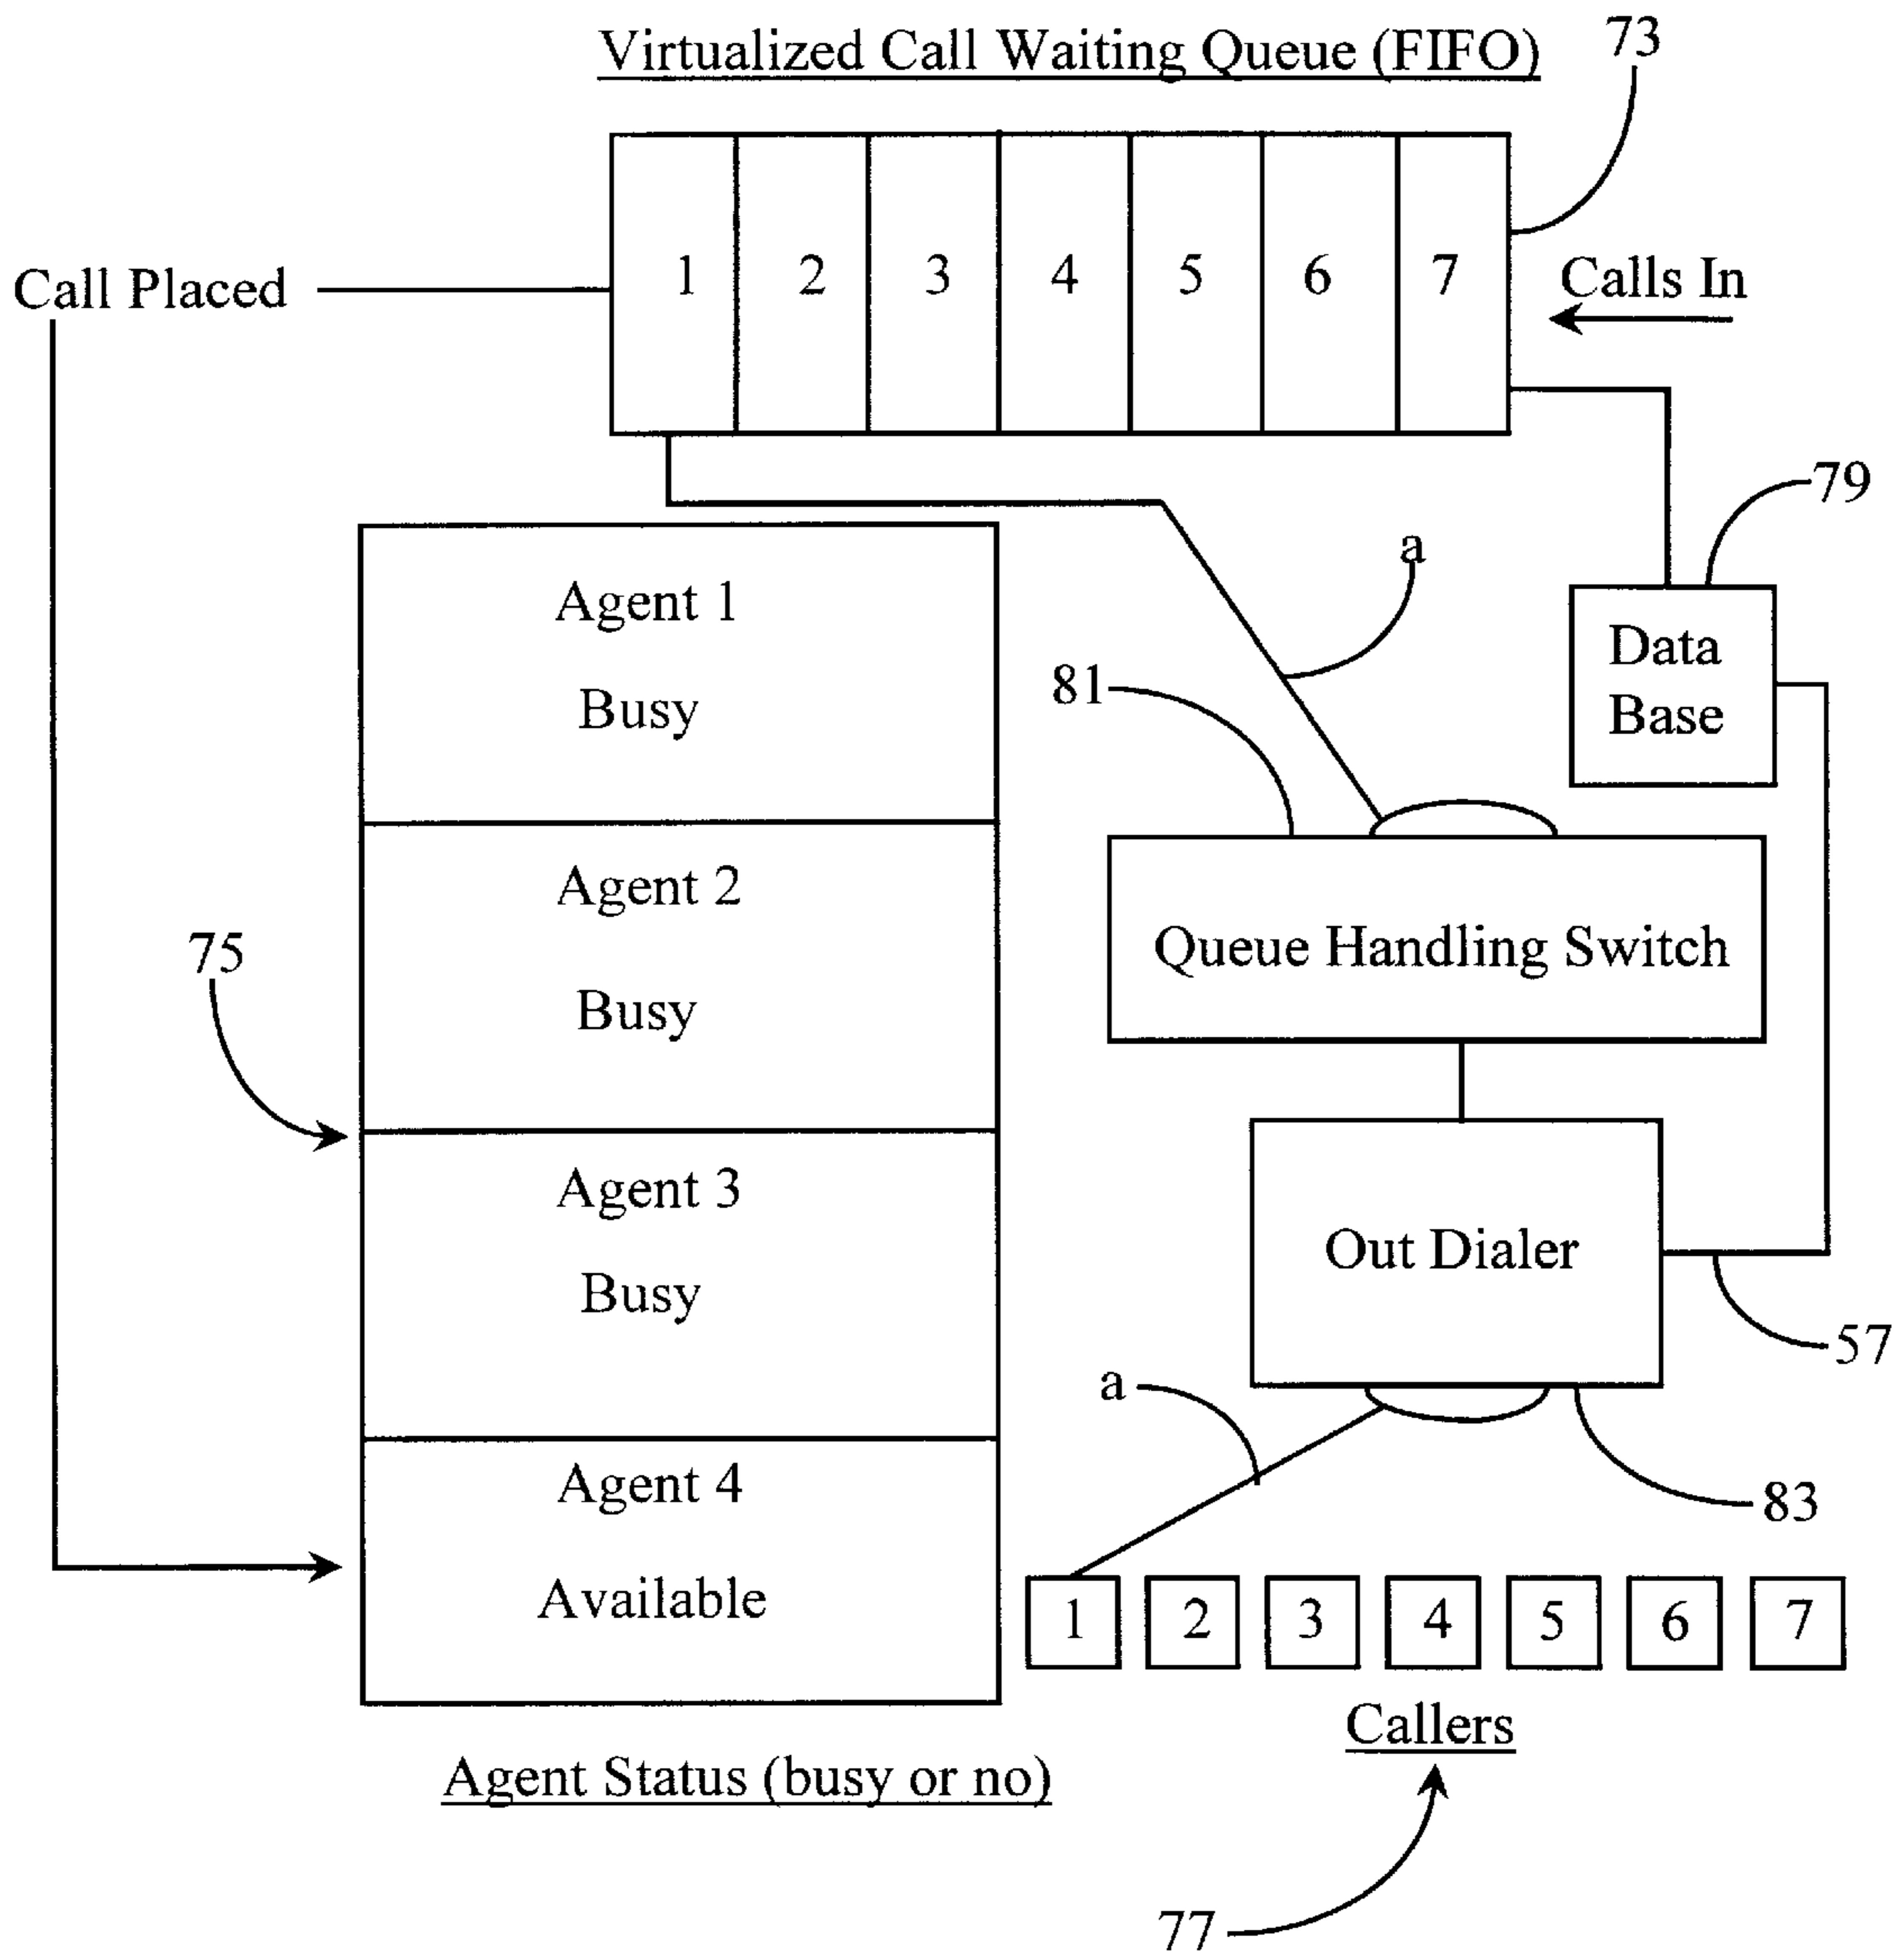 Virtualized Call Waiting Queue (FIFO)
73
1 2 3 4 5 6 7
Call Placed
Calls In
79
a
Agent 1
Busy
Data
Base
81
Agent 2
Busy
Queue Handling Switch
75
Agent 3
Busy
Out Dialer
57
a
Agent 4
Available
83
1 2 3 4 5 6 7
Callers
Agent Status (busy or no)
77